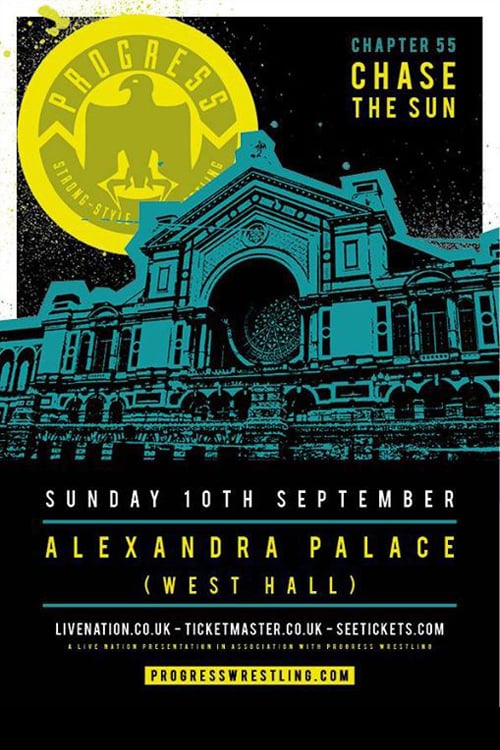 PROGRESS
CHAPTER 55
CHASE
THE SUN
STRONG-STYLE
SUNDAY 10TH SEPTEMBER
ALEXANDRA PALACE
(WEST HALL)
LIVENATION.CO.UK - TICKETMASTER.CO.UK - SEETICKETS.COM
A LIVE NATION PRESENTATION IN ASSOCIATION WITH PROGRESS WRESTLING
PROGRESSWRESTLING.COM